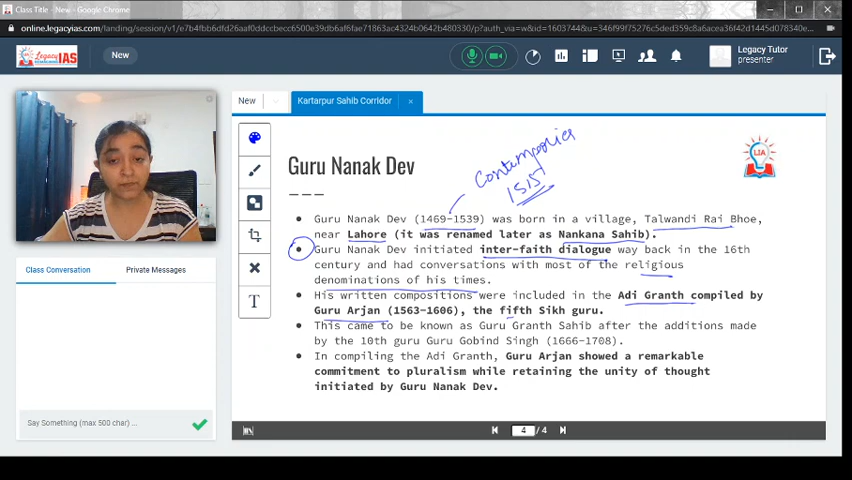 Class Title - New - Google Chrome
New
Legacy Tutor
presenter
LEGACY IAS
New
Kartarpur Sahib Corridor
Guru Nanak Dev
Contemporaries
1515
LIA
• Guru Nanak Dev (1469-1539) was born in a village, Talwandi Rai Bhoe,
near Lahore (it was renamed later as Nankana Sahib).
• Guru Nanak Dev initiated inter-faith dialogue way back in the 16th
century and had conversations with most of the religious
denominations of his times.
• His written compositions were included in the Adi Granth compiled by
Guru Arjan (1563-1606), the fifth Sikh guru.
• This came to be known as Guru Granth Sahib after the additions made
by the 10th guru Guru Gobind Singh (1666-1708).
• In compiling the Adi Granth, Guru Arjan showed a remarkable
commitment to pluralism while retaining the unity of thought
initiated by Guru Nanak Dev.
T
Class Conversation
Private Messages
Say Something (max 500 char) ...
4 / 4